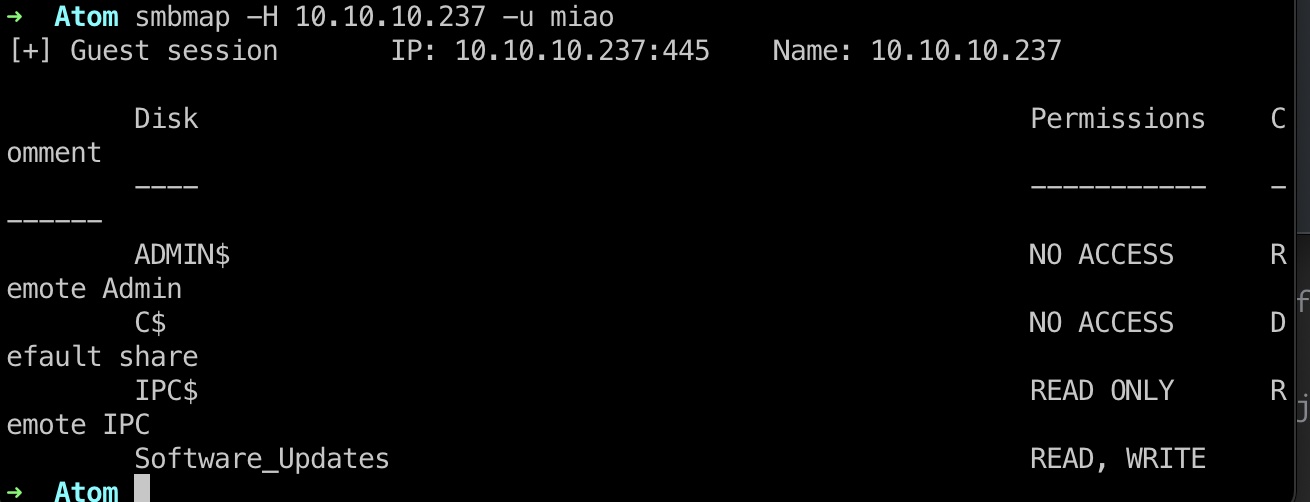 → Atom smbmap -H 10.10.10.237 -u miao
[+] Guest session IP: 10.10.10.237:445 Name: 10.10.10.237
Disk Permissions C
omment
---- ----------- -
------
ADMIN$ NO ACCESS R
emote Admin
C$ NO ACCESS D
efault share
IPC$ READ ONLY R
emote IPC
Software_Updates READ, WRITE
→ Atom
f
j